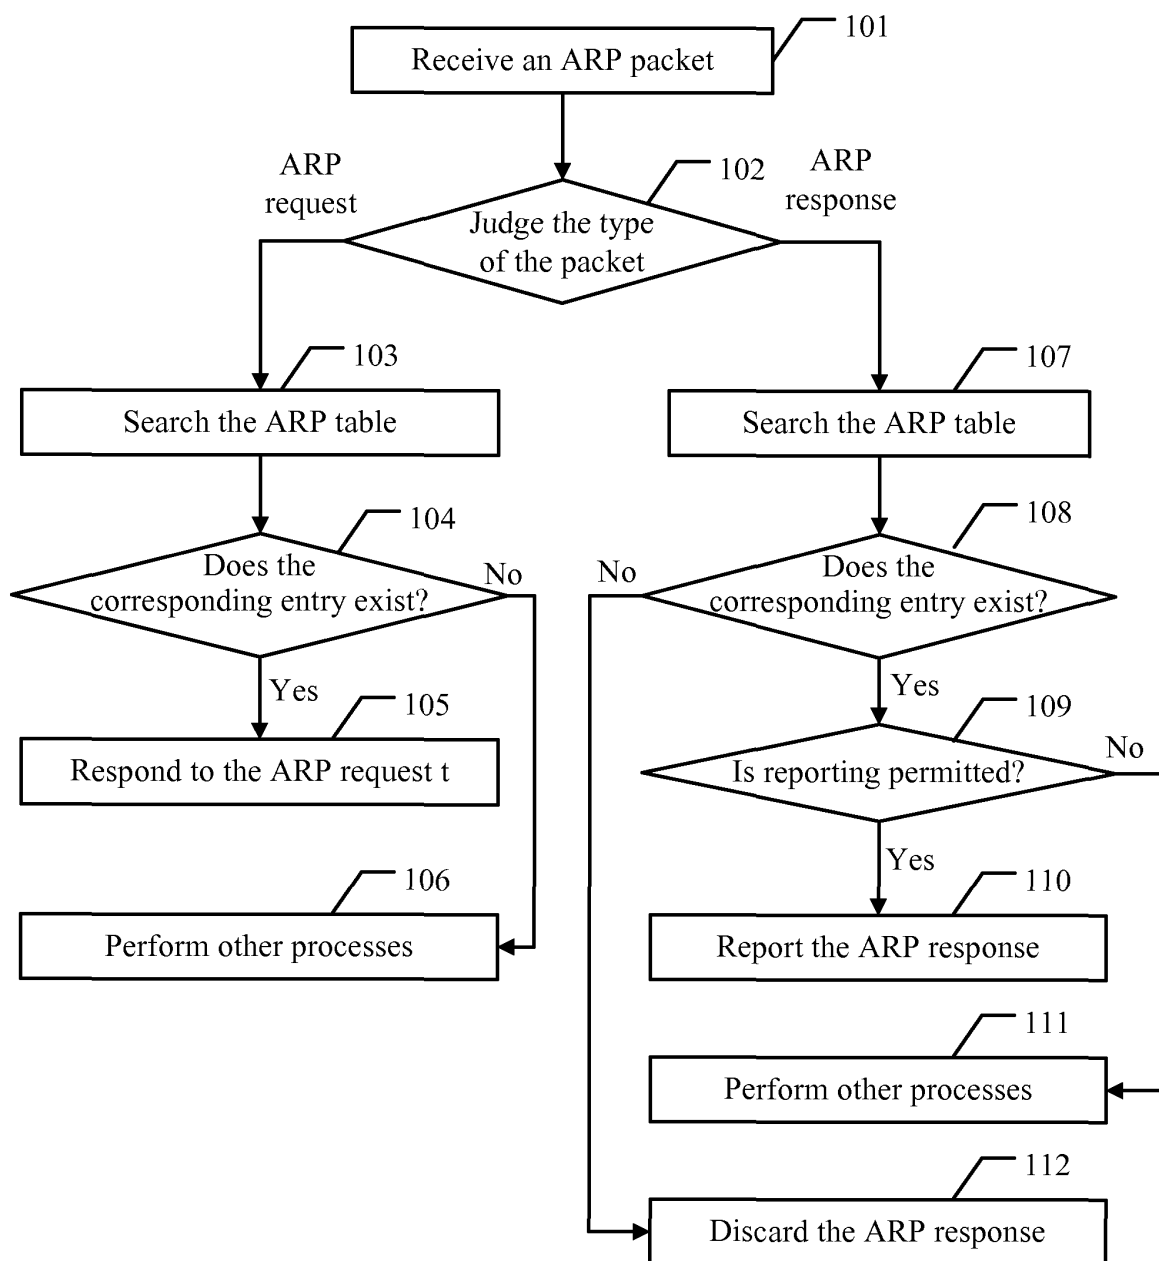 101
Receive an ARP packet
ARP
request
102
ARP
response
Judge the type
of the packet
103
Search the ARP table
107
Search the ARP table
104
Does the
corresponding entry exist?
No
Yes
108
No
Does the
corresponding entry exist?
Yes
105
Respond to the ARP request t
109
Is reporting permitted?
No
Yes
106
Perform other processes
110
Report the ARP response
111
Perform other processes
112
Discard the ARP response